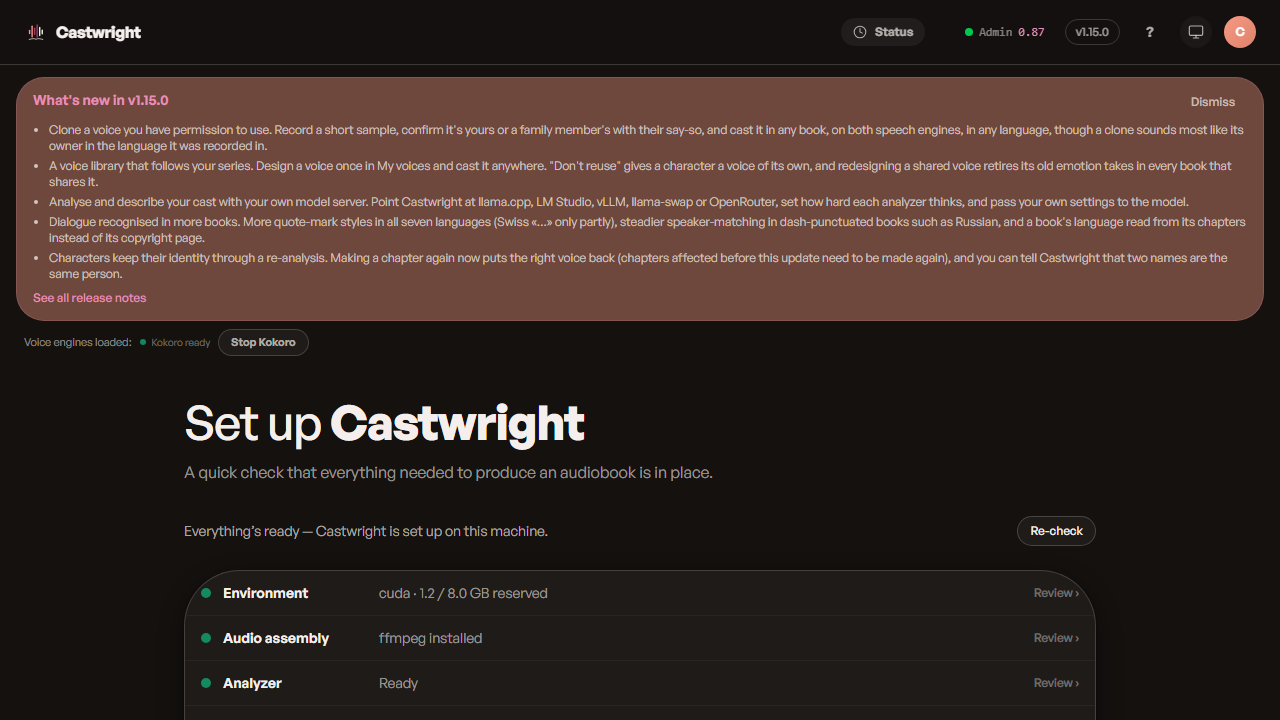 Castwright
Status
Admin 0.87
v1.15.0
?
C
What's new in v1.15.0
Dismiss
• Clone a voice you have permission to use. Record a short sample, confirm it's yours or a family member's with their say-so, and cast it in any book, on both speech engines, in any language, though a clone sounds most like its
owner in the language it was recorded in.
• A voice library that follows your series. Design a voice once in My voices and cast it anywhere. "Don't reuse" gives a character a voice of its own, and redesigning a shared voice retires its old emotion takes in every book that
shares it.
• Analyse and describe your cast with your own model server. Point Castwright at llama.cpp, LM Studio, vLLM, llama-swap or OpenRouter, set how hard each analyzer thinks, and pass your own settings to the model.
• Dialogue recognised in more books. More quote-mark styles in all seven languages (Swiss «…» only partly), steadier speaker-matching in dash-punctuated books such as Russian, and a book's language read from its chapters
instead of its copyright page.
• Characters keep their identity through a re-analysis. Making a chapter again now puts the right voice back (chapters affected before this update need to be made again), and you can tell Castwright that two names are the
same person.
See all release notes
Voice engines loaded: Kokoro ready Stop Kokoro
Set up Castwright
A quick check that everything needed to produce an audiobook is in place.
Everything's ready — Castwright is set up on this machine.
Re-check
Environment cuda · 1.2 / 8.0 GB reserved Review ›
Audio assembly ffmpeg installed Review ›
Analyzer Ready Review ›